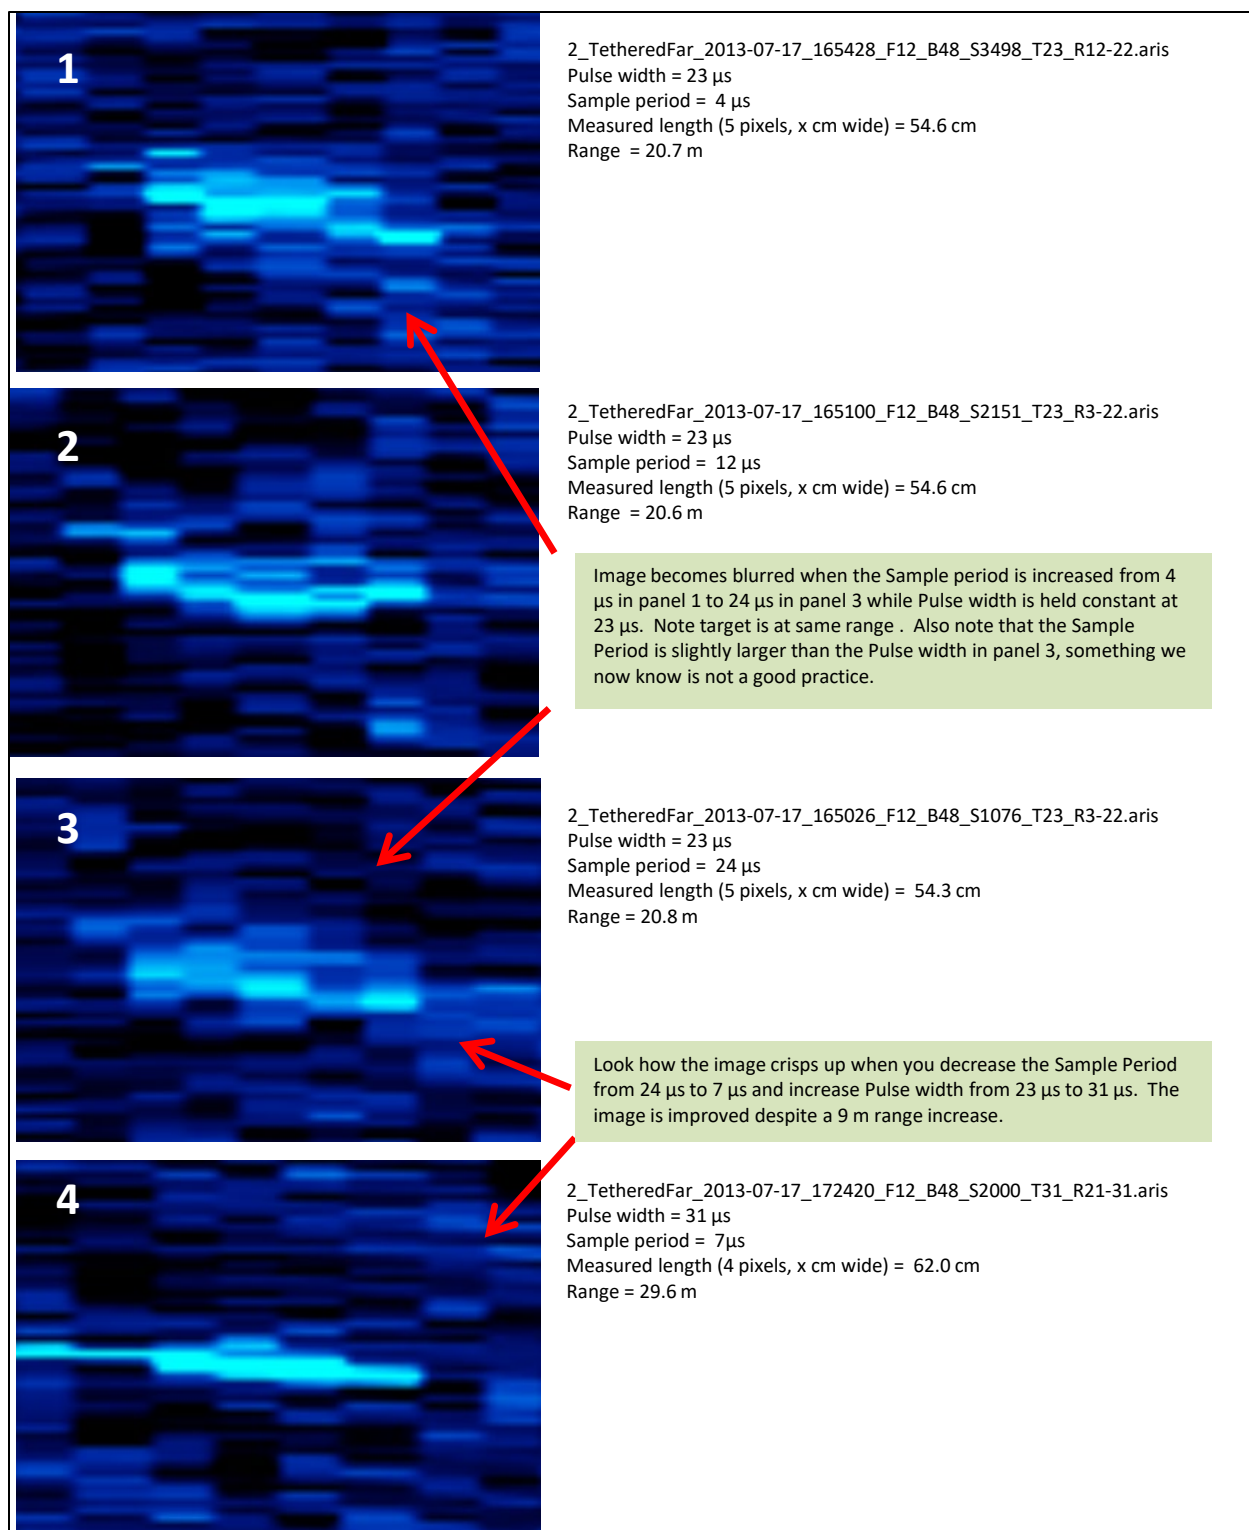 1
2_TetheredFar_2013-07-17_165428_F12_B48_S3498_T23_R12-22.aris
Pulse width = 23 µs
Sample period =  4 µs
Measured length (5 pixels, x cm wide) = 54.6 cm
Range  = 20.7 m
2
2_TetheredFar_2013-07-17_165100_F12_B48_S2151_T23_R3-22.aris
Pulse width = 23 µs
Sample period =  12 µs
Measured length (5 pixels, x cm wide) = 54.6 cm
Range  = 20.6 m
Image becomes blurred when the Sample period is increased from 4
µs in panel 1 to 24 µs in panel 3 while Pulse width is held constant at
23 µs.  Note target is at same range .  Also note that the Sample
Period is slightly larger than the Pulse width in panel 3, something we
now know is not a good practice.
3
2_TetheredFar_2013-07-17_165026_F12_B48_S1076_T23_R3-22.aris
Pulse width = 23 µs
Sample period =  24 µs
Measured length (5 pixels, x cm wide) =  54.3 cm
Range = 20.8 m
Look how the image crisps up when you decrease the Sample Period
from 24 µs to 7 µs and increase Pulse width from 23 µs to 31 µs.  The
image is improved despite a 9 m range increase.
4
2_TetheredFar_2013-07-17_172420_F12_B48_S2000_T31_R21-31.aris
Pulse width = 31 µs
Sample period =  7µs
Measured length (4 pixels, x cm wide) =  62.0 cm
Range = 29.6 m